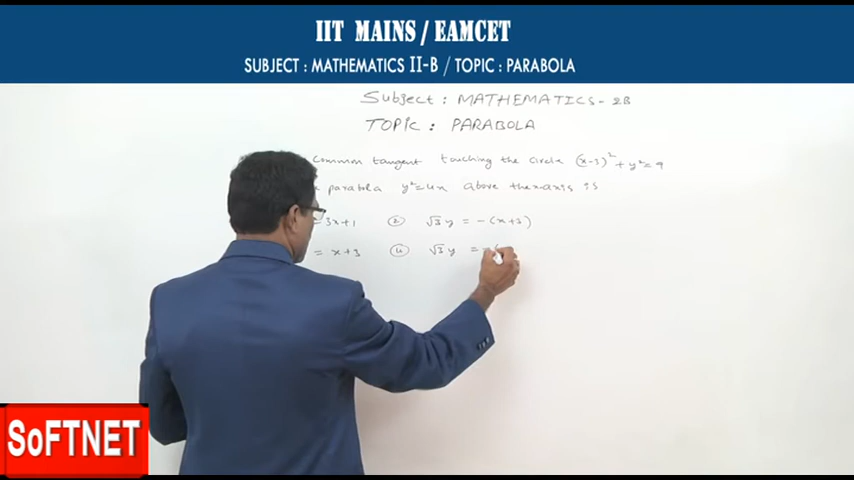 IIT MAINS / EAMCET
SUBJECT : MATHEMATICS II-B / TOPIC : PARABOLA
Subject : MATHEMATICS - 2B
TOPIC : PARABOLA
Common tangent touching the circle (x-3)² + y² = 9
parabola y² = 4x above the x axis is
3x+1 ② √3 y = -(x+3)
= x+3 ④ √3 y = -(
SoFTNET